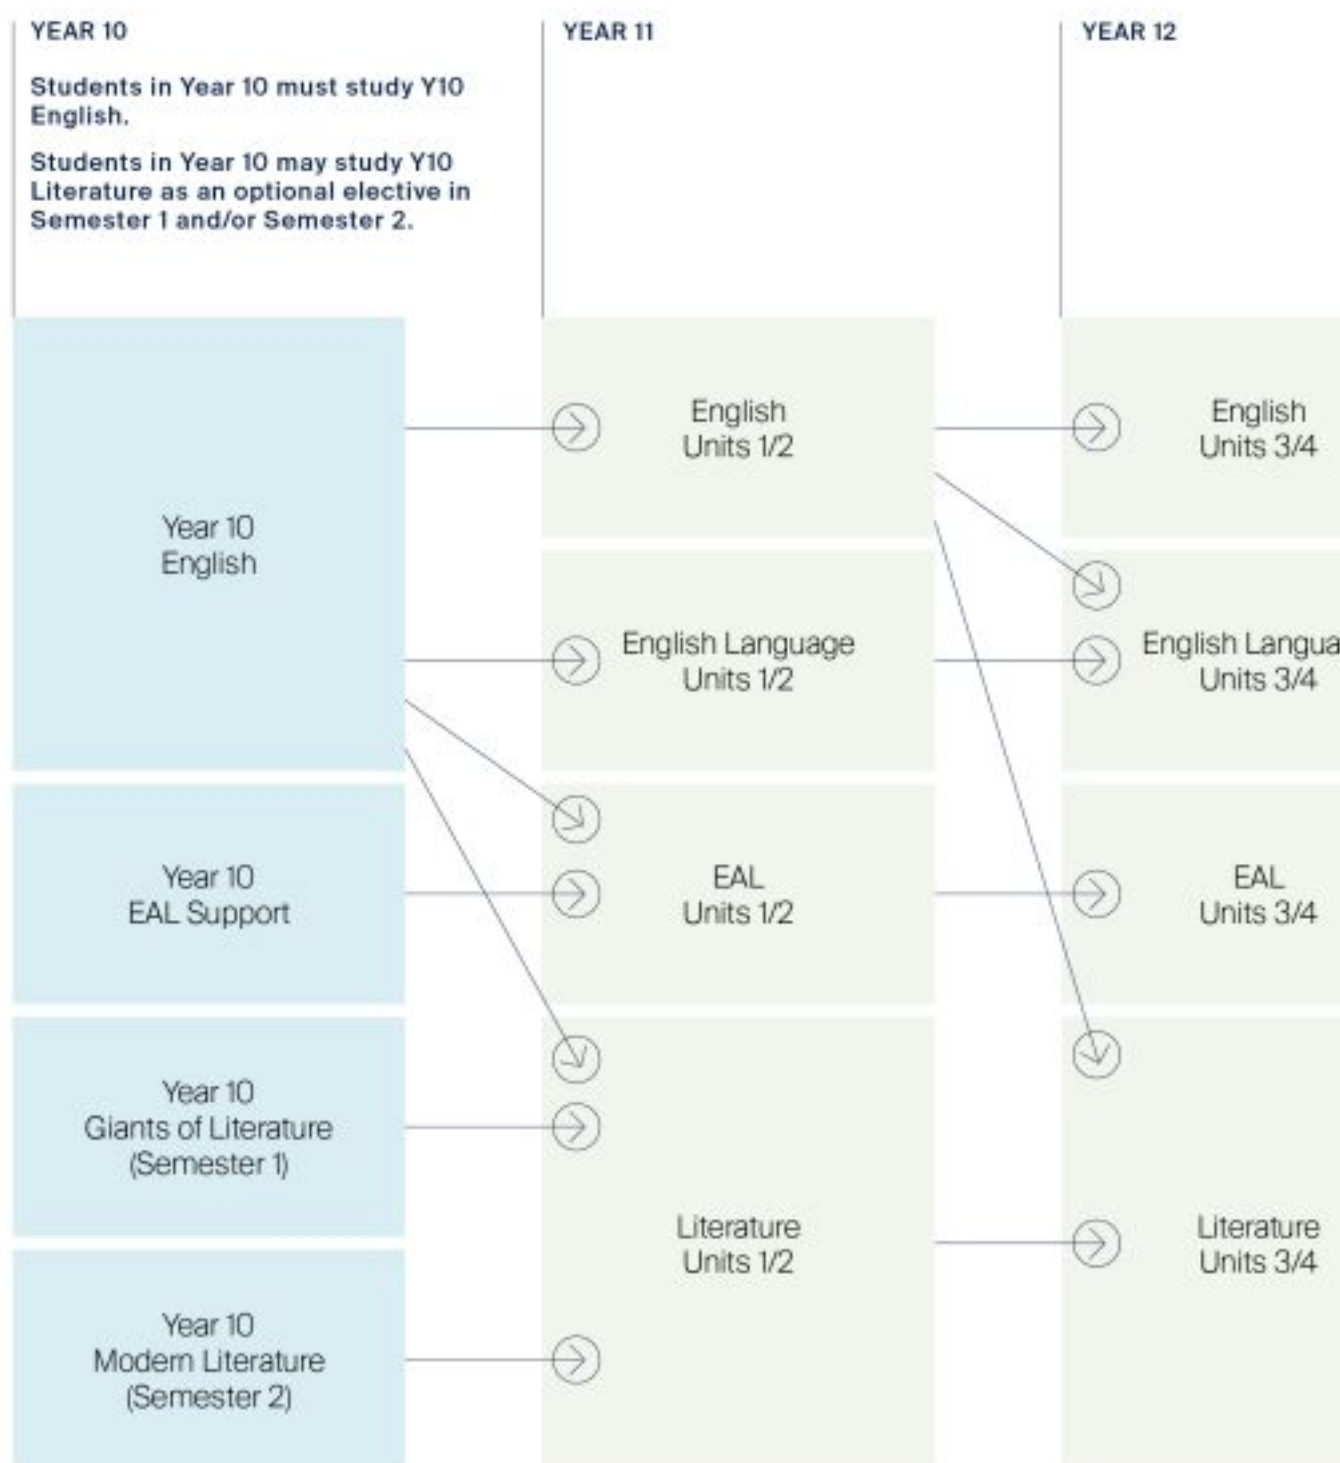 YEAR 10
Students in Year 10 must study Y10
English.
Students in Year 10 may study Y10
Literature as an optional elective in
Semester 1 and/or Semester 2.
Year 10
English
Year 10
EAL Support
Year 10
Giants of Literature
(Semester 1)
Year 10
Modern Literature
(Semester 2)
YEAR 11
English
Units 1/2
English Language
Units 1/2
EAL
Units 1/2
Literature
Units 1/2
YEAR 12
English
Units 3/4
English Langua
Units 3/4
EAL
Units 3/4
Literature
Units 3/4